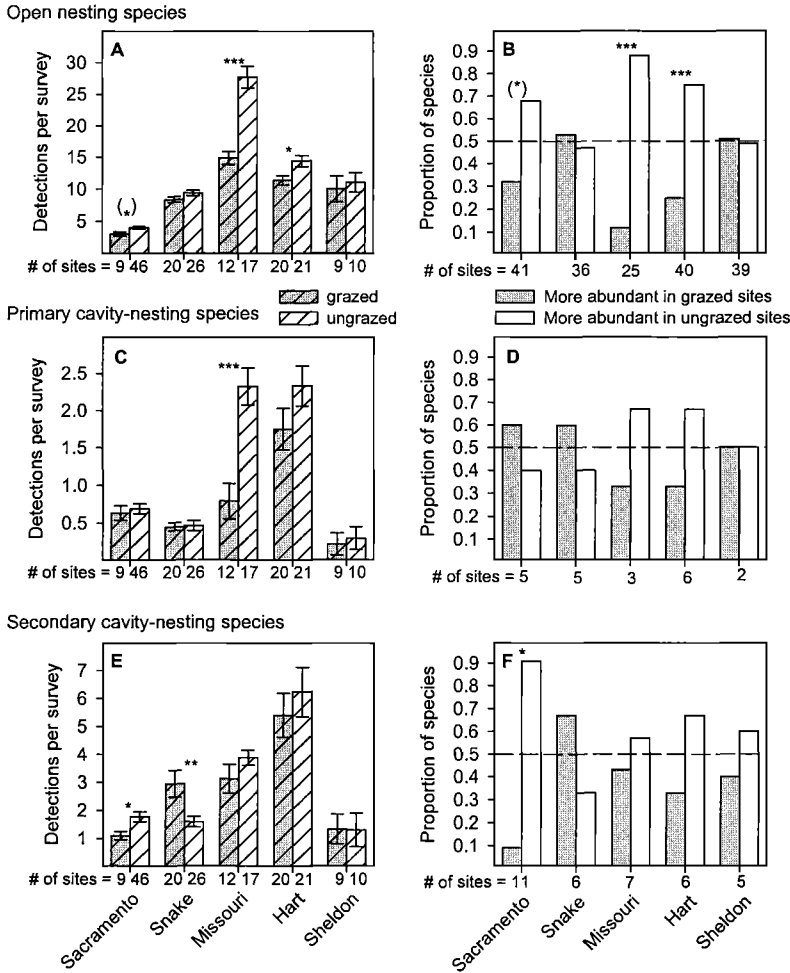 Open nesting species
A
Detections per survey
30
25
20
15
10
5
(*)
***
*
# of sites = 9 46 20 26 12 17 20 21 9 10
B
Proportion of species
0.9
0.8
0.7
0.6
0.5
0.4
0.3
0.2
0.1
(*)
***
***
# of sites = 41 36 25 40 39
grazed
ungrazed
More abundant in grazed sites
More abundant in ungrazed sites
Primary cavity-nesting species
C
Detections per survey
2.5
2.0
1.5
1.0
0.5
***
# of sites = 9 46 20 26 12 17 20 21 9 10
D
Proportion of species
0.9
0.8
0.7
0.6
0.5
0.4
0.3
0.2
0.1
# of sites = 5 5 3 6 2
Secondary cavity-nesting species
E
Detections per survey
7
6
5
4
3
2
1
*
**
# of sites = 9 46 20 26 12 17 20 21 9 10
Sacramento
Snake
Missouri
Hart
Sheldon
F
Proportion of species
0.9
0.8
0.7
0.6
0.5
0.4
0.3
0.2
0.1
*
# of sites = 11 6 7 6 5
Sacramento
Snake
Missouri
Hart
Sheldon